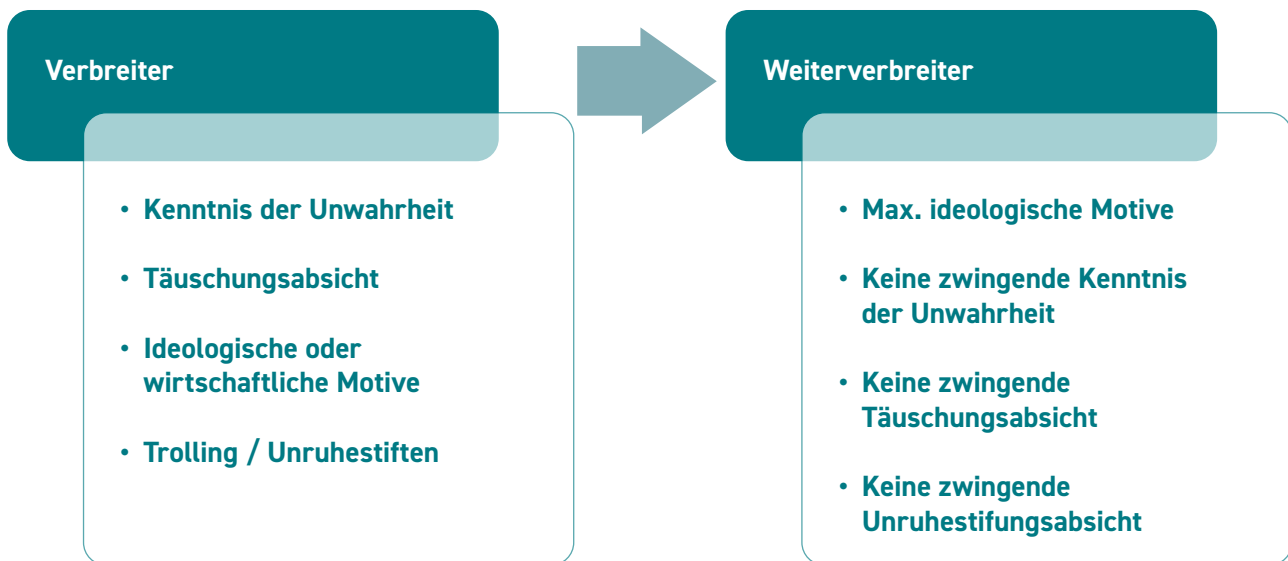 Verbreiter
• Kenntnis der Unwahrheit
• Täuschungsabsicht
• Ideologische oder
wirtschaftliche Motive
• Trolling / Unruhestiften
Weiterverbreiter
• Max. ideologische Motive
• Keine zwingende Kenntnis
der Unwahrheit
• Keine zwingende
Täuschungsabsicht
• Keine zwingende
Unruhestifungsabsicht